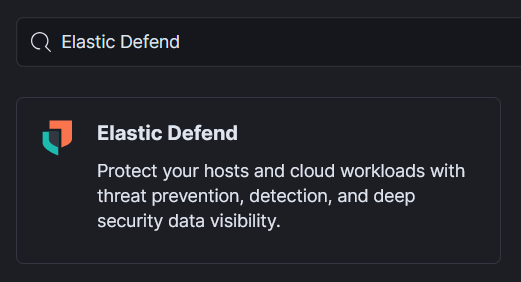 Elastic Defend
Elastic Defend
Protect your hosts and cloud workloads with
threat prevention, detection, and deep
security data visibility.